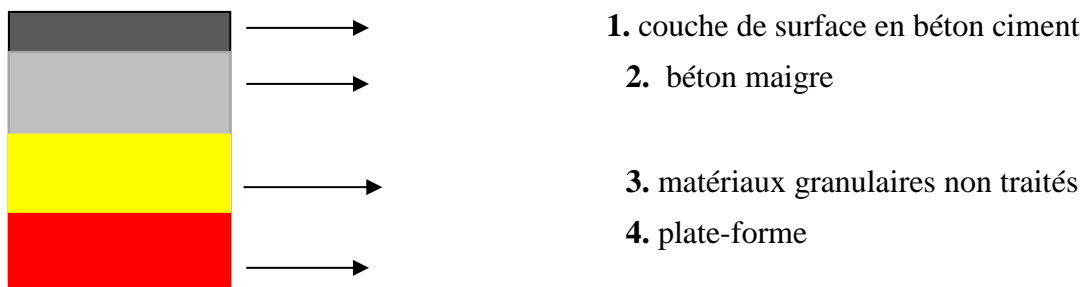 1. couche de surface en béton ciment
2. béton maigre
3. matériaux granulaires non traités
4. plate-forme